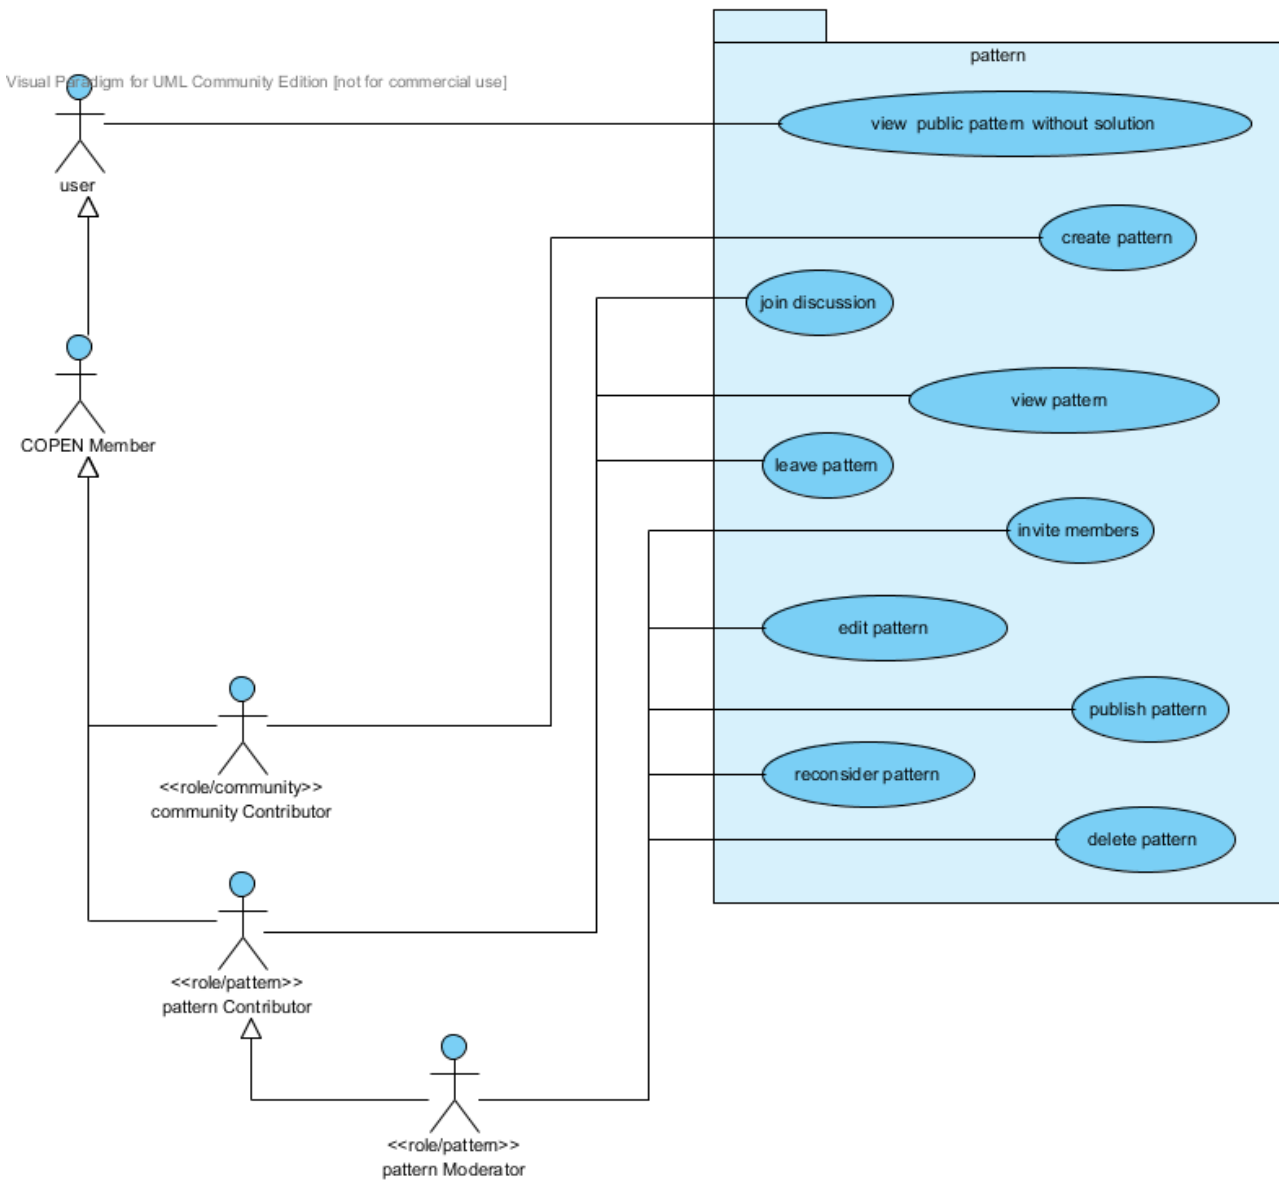 pattern
Visual Paradigm for UML Community Edition [not for commercial use]
view public pattern without solution
user
create pattern
join discussion
view pattern
COPEN Member
leave pattern
invite members
edit pattern
publish pattern
reconsider pattern
<<role/community>>
community Contributor
delete pattern
<<role/pattern>>
pattern Contributor
<<role/pattern>>
pattern Moderator